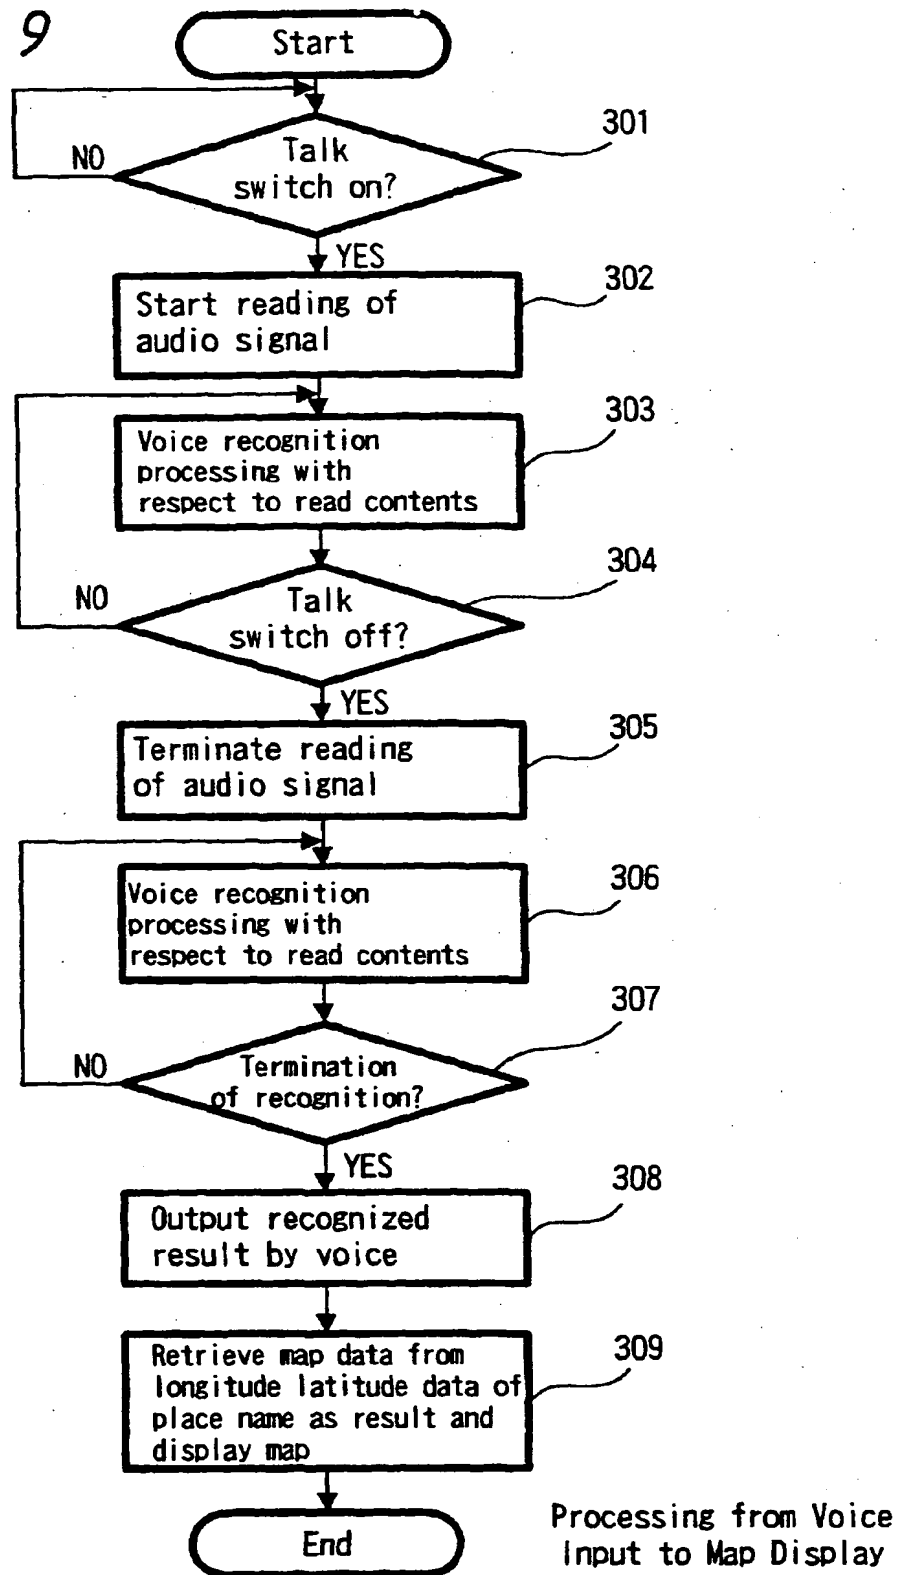 9
Start
301
Talk
switch on?
NO
YES
302
Start reading of
audio signal
303
Voice recognition
processing with
respect to read contents
304
Talk
switch off?
NO
YES
305
Terminate reading
of audio signal
306
Voice recognition
processing with
respect to read contents
307
Termination
of recognition?
NO
YES
308
Output recognized
result by voice
309
Retrieve map data from
longitude latitude data of
place name as result and
display map
End
Processing from Voice
Input to Map Display